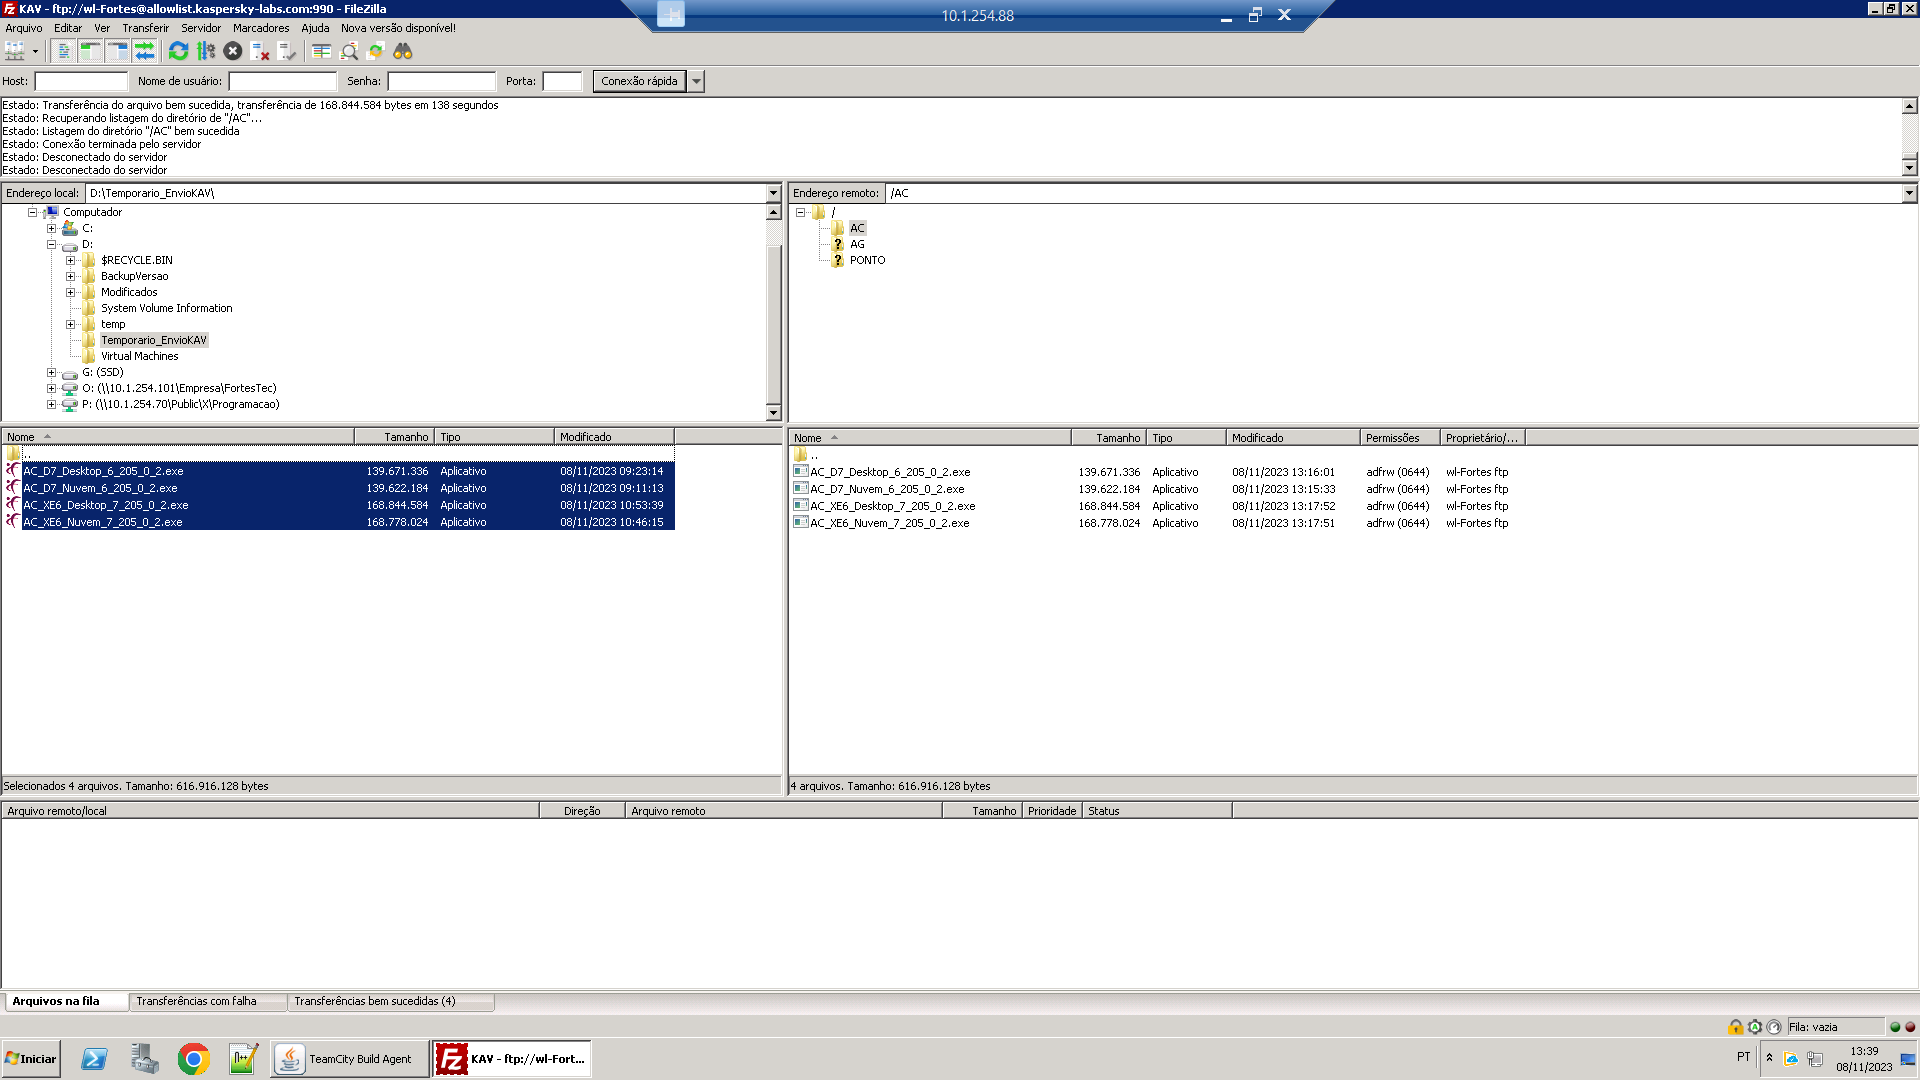 KAV - ftp://wl-Fortes@allowlist.kaspersky-labs.com:990 - FileZilla
10.1.254.88
Arquivo Editar Ver Transferir Servidor Marcadores Ajuda Nova versão disponível!
Host: Nome de usuário: Senha: Porta: Conexão rápida
Estado: Transferência do arquivo bem sucedida, transferência de 168.844.584 bytes em 138 segundos
Estado: Recuperando listagem do diretório de "/AC"...
Estado: Listagem do diretório "/AC" bem sucedida
Estado: Conexão terminada pelo servidor
Estado: Desconectado do servidor
Estado: Desconectado do servidor
Endereço local: D:\Temporario_EnvioKAV\
Computador
C:
D:
$RECYCLE.BIN
BackupVersao
Modificados
System Volume Information
temp
Temporario_EnvioKAV
Virtual Machines
G: (SSD)
O: (\\10.1.254.101\Empresa\FortesTec)
P: (\\10.1.254.70\Public\X\Programacao)
Endereço remoto: /AC
/
AC
AG
PONTO
Nome Tamanho Tipo Modificado
..
AC_D7_Desktop_6_205_0_2.exe 139.671.336 Aplicativo 08/11/2023 09:23:14
AC_D7_Nuvem_6_205_0_2.exe 139.622.184 Aplicativo 08/11/2023 09:11:13
AC_XE6_Desktop_7_205_0_2.exe 168.844.584 Aplicativo 08/11/2023 10:53:39
AC_XE6_Nuvem_7_205_0_2.exe 168.778.024 Aplicativo 08/11/2023 10:46:15
Selecionados 4 arquivos. Tamanho: 616.916.128 bytes
Nome Tamanho Tipo Modificado Permissões Proprietário/...
..
AC_D7_Desktop_6_205_0_2.exe 139.671.336 Aplicativo 08/11/2023 13:16:01 adfrw (0644) wl-Fortes ftp
AC_D7_Nuvem_6_205_0_2.exe 139.622.184 Aplicativo 08/11/2023 13:15:33 adfrw (0644) wl-Fortes ftp
AC_XE6_Desktop_7_205_0_2.exe 168.844.584 Aplicativo 08/11/2023 13:17:52 adfrw (0644) wl-Fortes ftp
AC_XE6_Nuvem_7_205_0_2.exe 168.778.024 Aplicativo 08/11/2023 13:17:51 adfrw (0644) wl-Fortes ftp
4 arquivos. Tamanho: 616.916.128 bytes
Arquivo remoto/local Direção Arquivo remoto Tamanho Prioridade Status
Arquivos na fila Transferências com falha Transferências bem sucedidas (4)
Fila: vazia
Iniciar TeamCity Build Agent KAV - ftp://wl-Fort... PT 13:39
08/11/2023